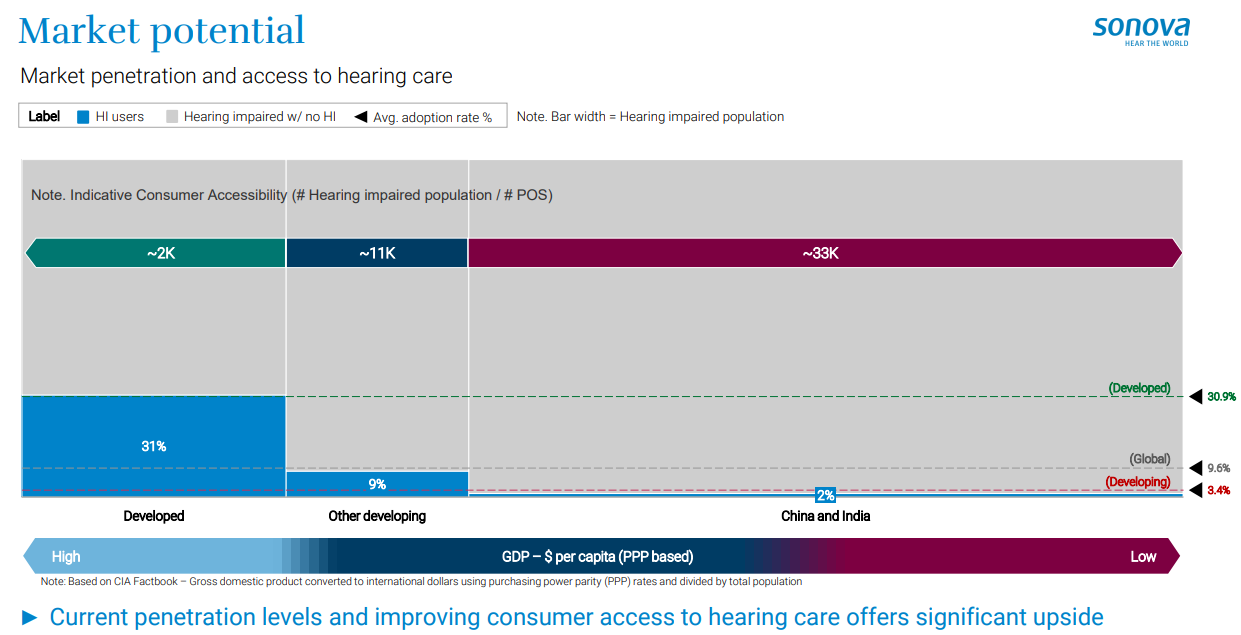 Market potential
sonova
HEAR THE WORLD
Market penetration and access to hearing care
Label HI users Hearing impaired w/ no HI Avg. adoption rate % Note. Bar width = Hearing impaired population
Note. Indicative Consumer Accessibility (# Hearing impaired population / # POS)
~2K ~11K ~33K
(Developed) 30.9%
31%
(Global) 9.6%
9%
(Developing) 3.4%
2%
Developed Other developing China and India
High GDP – $ per capita (PPP based) Low
Note: Based on CIA Factbook – Gross domestic product converted to international dollars using purchasing power parity (PPP) rates and divided by total population
► Current penetration levels and improving consumer access to hearing care offers significant upside